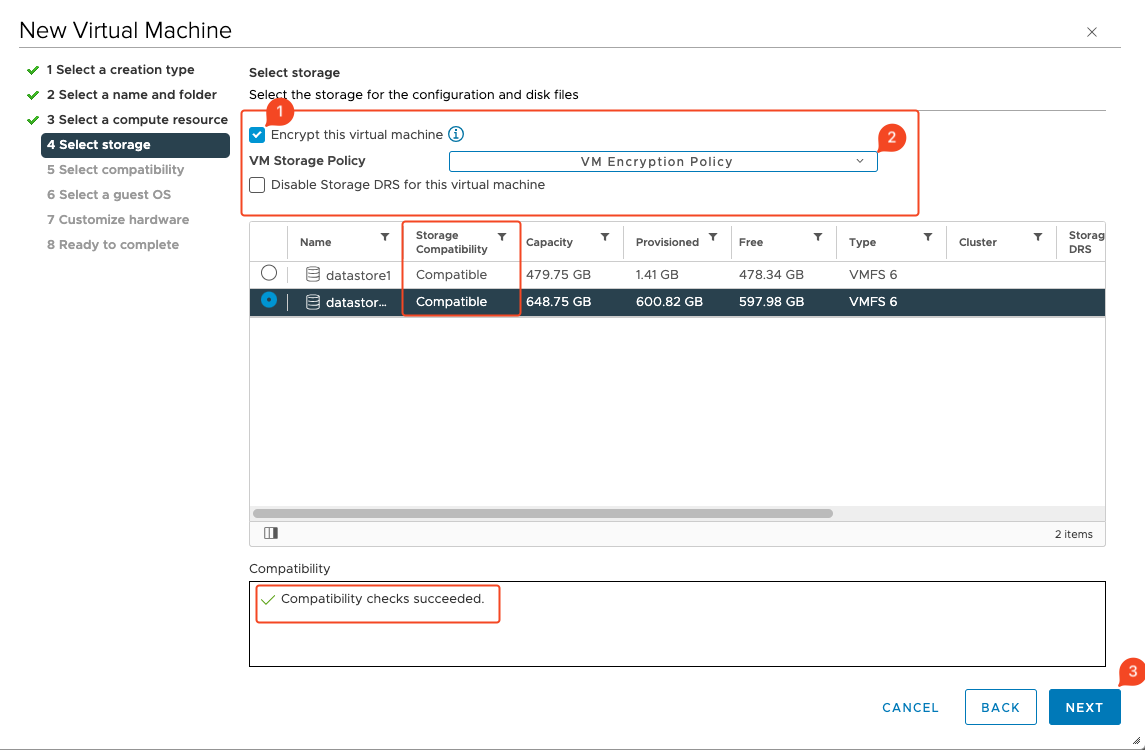 New Virtual Machine
1 Select a creation type
2 Select a name and folder
3 Select a compute resource
4 Select storage
5 Select compatibility
6 Select a guest OS
7 Customize hardware
8 Ready to complete
Select storage
Select the storage for the configuration and disk files
1
Encrypt this virtual machine
2
VM Storage Policy VM Encryption Policy
Disable Storage DRS for this virtual machine
Name Storage Compatibility Capacity Provisioned Free Type Cluster Storag DRS
datastore1 Compatible 479.75 GB 1.41 GB 478.34 GB VMFS 6
datastor... Compatible 648.75 GB 600.82 GB 597.98 GB VMFS 6
2 items
Compatibility
Compatibility checks succeeded.
3
CANCEL BACK NEXT